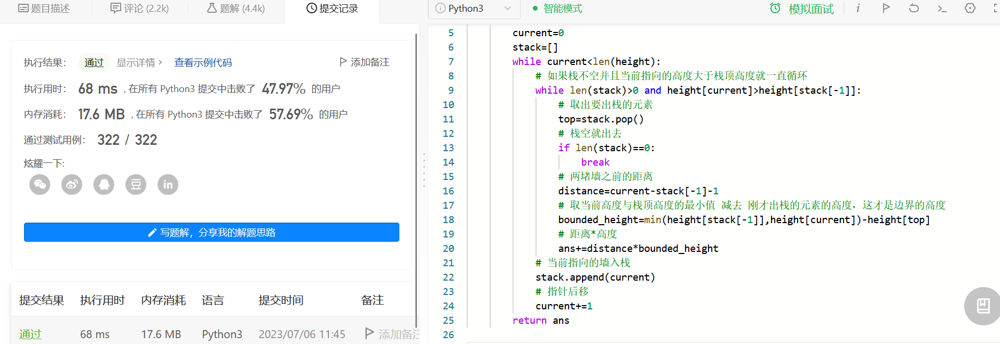 题目描述 评论 (2.2k) 题解 (4.4k) 提交记录
执行结果： 通过 显示详情 › 查看示例代码 添加备注
执行用时： 68 ms , 在所有 Python3 提交中击败了 47.97% 的用户
内存消耗： 17.6 MB , 在所有 Python3 提交中击败了 57.69% 的用户
通过测试用例： 322 / 322
炫耀一下:
豆 in
写题解，分享我的解题思路
提交结果 执行用时 内存消耗 语言 提交时间 备注
通过 68 ms 17.6 MB Python3 2023/07/06 11:45 添加备注
Python3 智能模式 模拟面试
5 current=0
6 stack=[]
7 while current<len(height):
8 # 如果栈不空并且当前指向的高度大于栈顶高度就一直循环
9 while len(stack)>0 and height[current]>height[stack[-1]]:
10 # 取出要出栈的元素
11 top=stack.pop()
12 # 栈空就出去
13 if len(stack)==0:
14 break
15 # 两堵墙之前的距离
16 distance=current-stack[-1]-1
17 # 取当前高度与栈顶高度的最小值 减去 刚才出栈的元素的高度，这才是边界的高度
18 bounded_height=min(height[stack[-1]],height[current])-height[top]
19 # 距离*高度
20 ans+=distance*bounded_height
21 # 当前指向的墙入栈
22 stack.append(current)
23 # 指针后移
24 current+=1
25 return ans
26